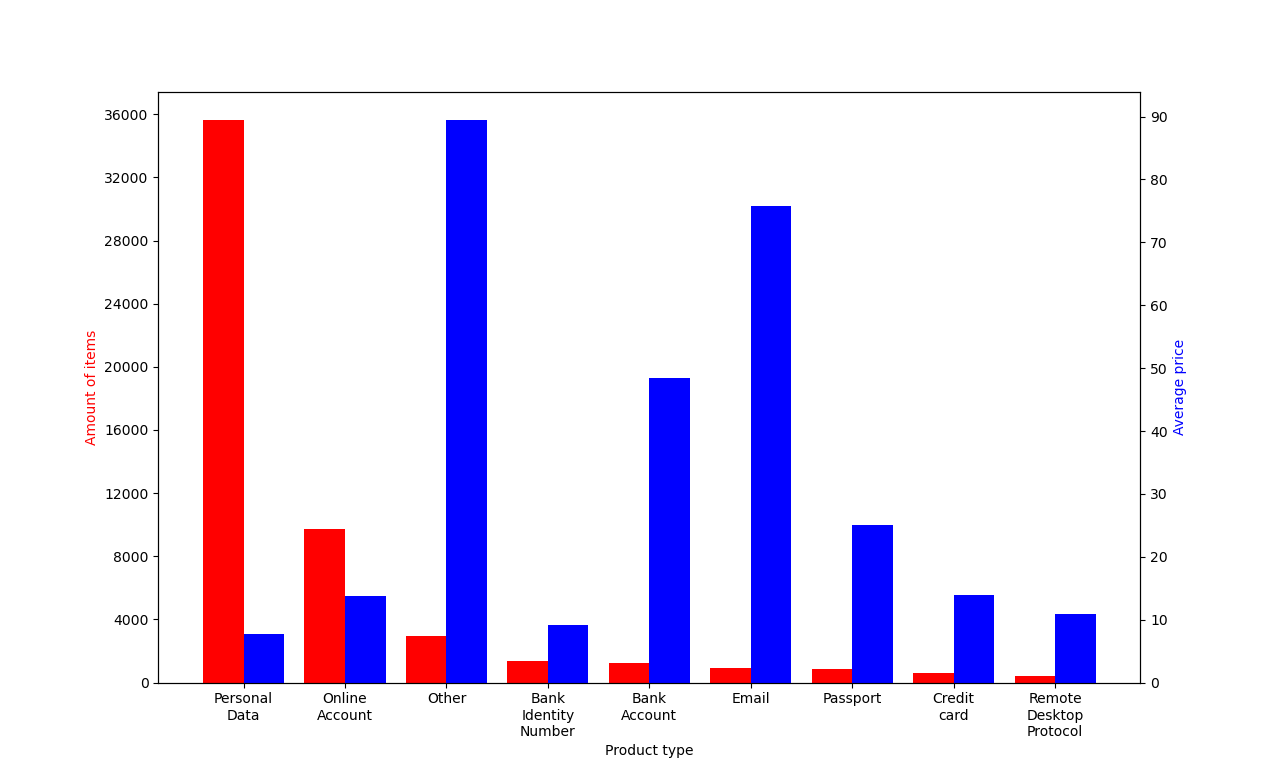 Amount of items
36000
32000
28000
24000
20000
16000
12000
8000
4000
0
90
80
70
60
50
40
30
20
10
0
Average price
Personal
Data
Online
Account
Other
Bank
Identity
Number
Bank
Account
Email
Passport
Credit
card
Remote
Desktop
Protocol
Product type